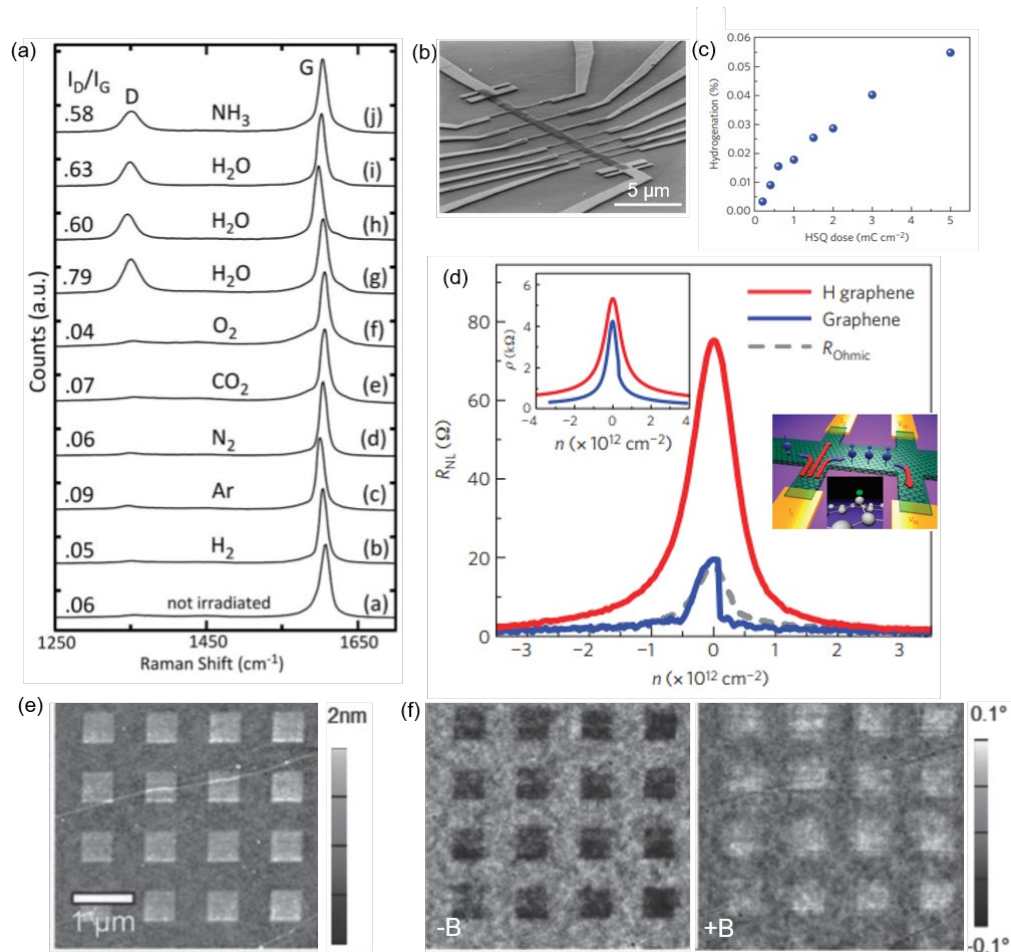 (a)
I_D/I_G
D
G
.58 NH₃ (j)
.63 H₂O (i)
.60 H₂O (h)
.79 H₂O (g)
.04 O₂ (f)
.07 CO₂ (e)
.06 N₂ (d)
.09 Ar (c)
.05 H₂ (b)
.06 not irradiated (a)
Counts (a.u.)
1250 1450 1650
Raman Shift (cm⁻¹)
(b)
5 µm
(c)
Hydrogenation (%)
0.06
0.05
0.04
0.03
0.02
0.01
0.00
0 1 2 3 4 5
HSQ dose (mC cm⁻²)
(d)
H graphene
Graphene
R_Ohmic
R_NL (Ω)
80
60
40
20
0
−3 −2 −1 0 1 2 3
n (×10¹² cm⁻²)
ρ (kΩ)
6
4
2
0
−4 −2 0 2 4
n (×10¹² cm⁻²)
(e)
2nm
1 µm
(f)
-B
+B
0.1°
-0.1°